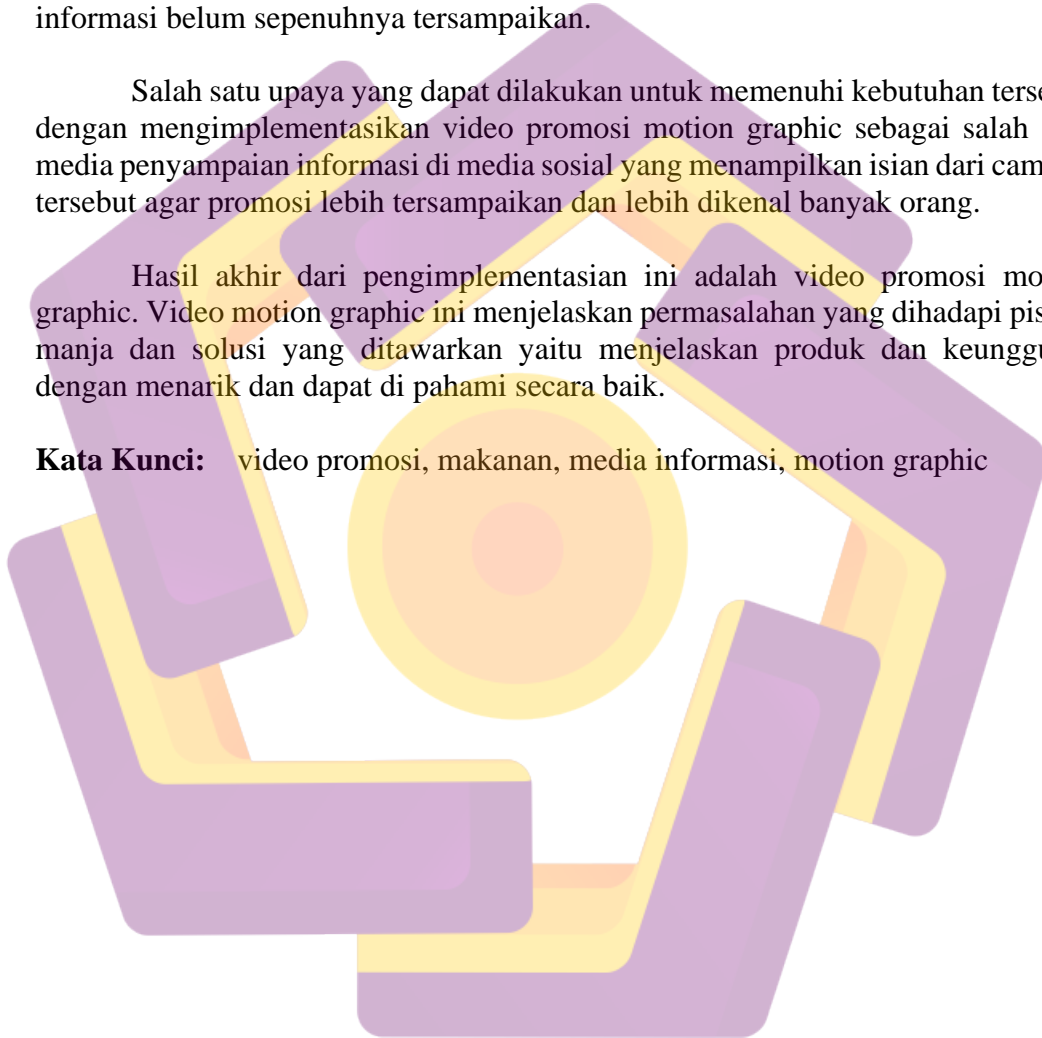 informasi belum sepenuhnya tersampaikan.
Salah satu upaya yang dapat dilakukan untuk memenuhi kebutuhan terse
dengan mengimplementasikan video promosi motion graphic sebagai salah
media penyampaian informasi di media sosial yang menampilkan isian dari cam
tersebut agar promosi lebih tersampaikan dan lebih dikenal banyak orang.
Hasil akhir dari pengimplementasian ini adalah video promosi mo
graphic. Video motion graphic ini menjelaskan permasalahan yang dihadapi pis
manja dan solusi yang ditawarkan yaitu menjelaskan produk dan keunggu
dengan menarik dan dapat di pahami secara baik.
Kata Kunci: video promosi, makanan, media informasi, motion graphic